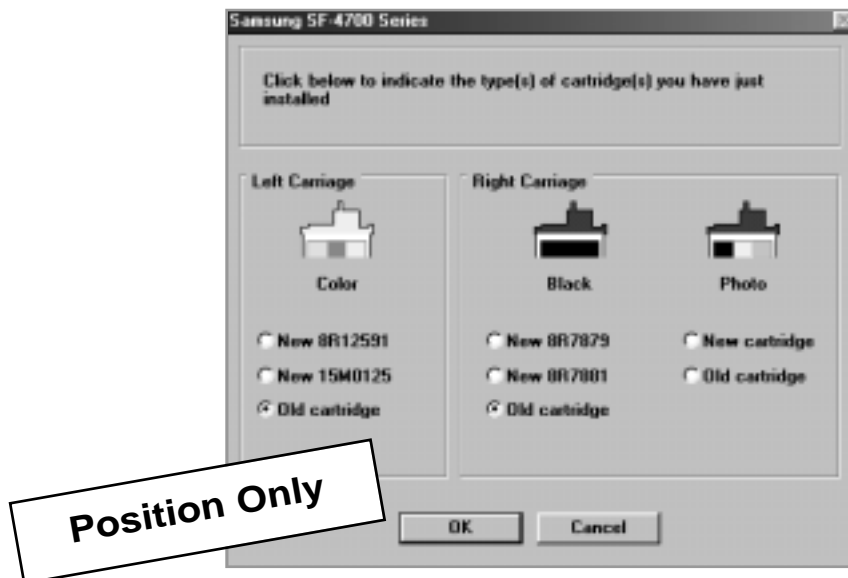 Samsung SF-4700 Series
Click below to indicate the type(s) of cartridge(s) you have just
installed
Left Carriage
Color
New 8R12591
New 15M0125
Old cartridge
Right Carriage
Black
New 8R7879
New 8R7881
Old cartridge
Photo
New cartridge
Old cartridge
Position Only
OK
Cancel